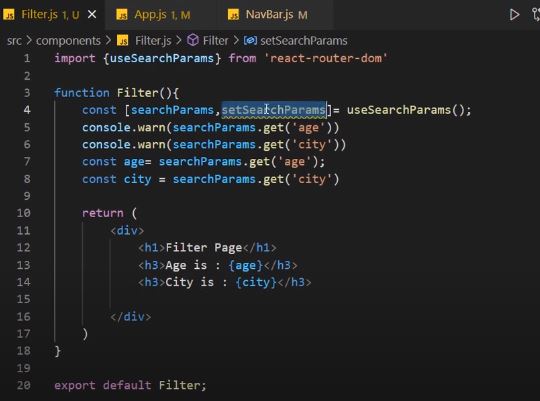 Filter.js 1, U × App.js 1, M NavBar.js M
src > components > Filter.js > Filter > setSearchParams
1 import {useSearchParams} from 'react-router-dom'
2
3 function Filter(){
4 const [searchParams,setSearchParams]= useSearchParams();
5 console.warn(searchParams.get('age'))
6 console.warn(searchParams.get('city'))
7 const age= searchParams.get('age');
8 const city = searchParams.get('city')
9
10 return (
11 <div>
12 <h1>Filter Page</h1>
13 <h3>Age is : {age}</h3>
14 <h3>City is : {city}</h3>
15
16 </div>
17 )
18 }
19
20 export default Filter;